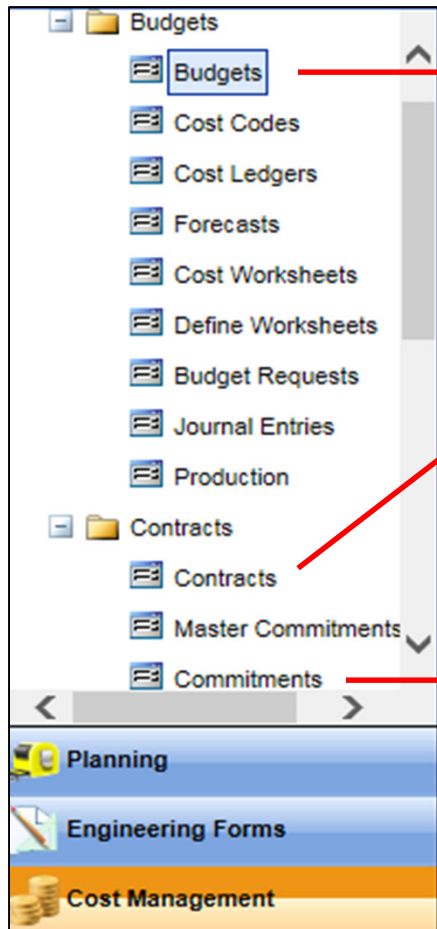 Budgets
Budgets
Cost Codes
Cost Ledgers
Forecasts
Cost Worksheets
Define Worksheets
Budget Requests
Journal Entries
Production
Contracts
Contracts
Master Commitments
Commitments
Planning
Engineering Forms
Cost Management